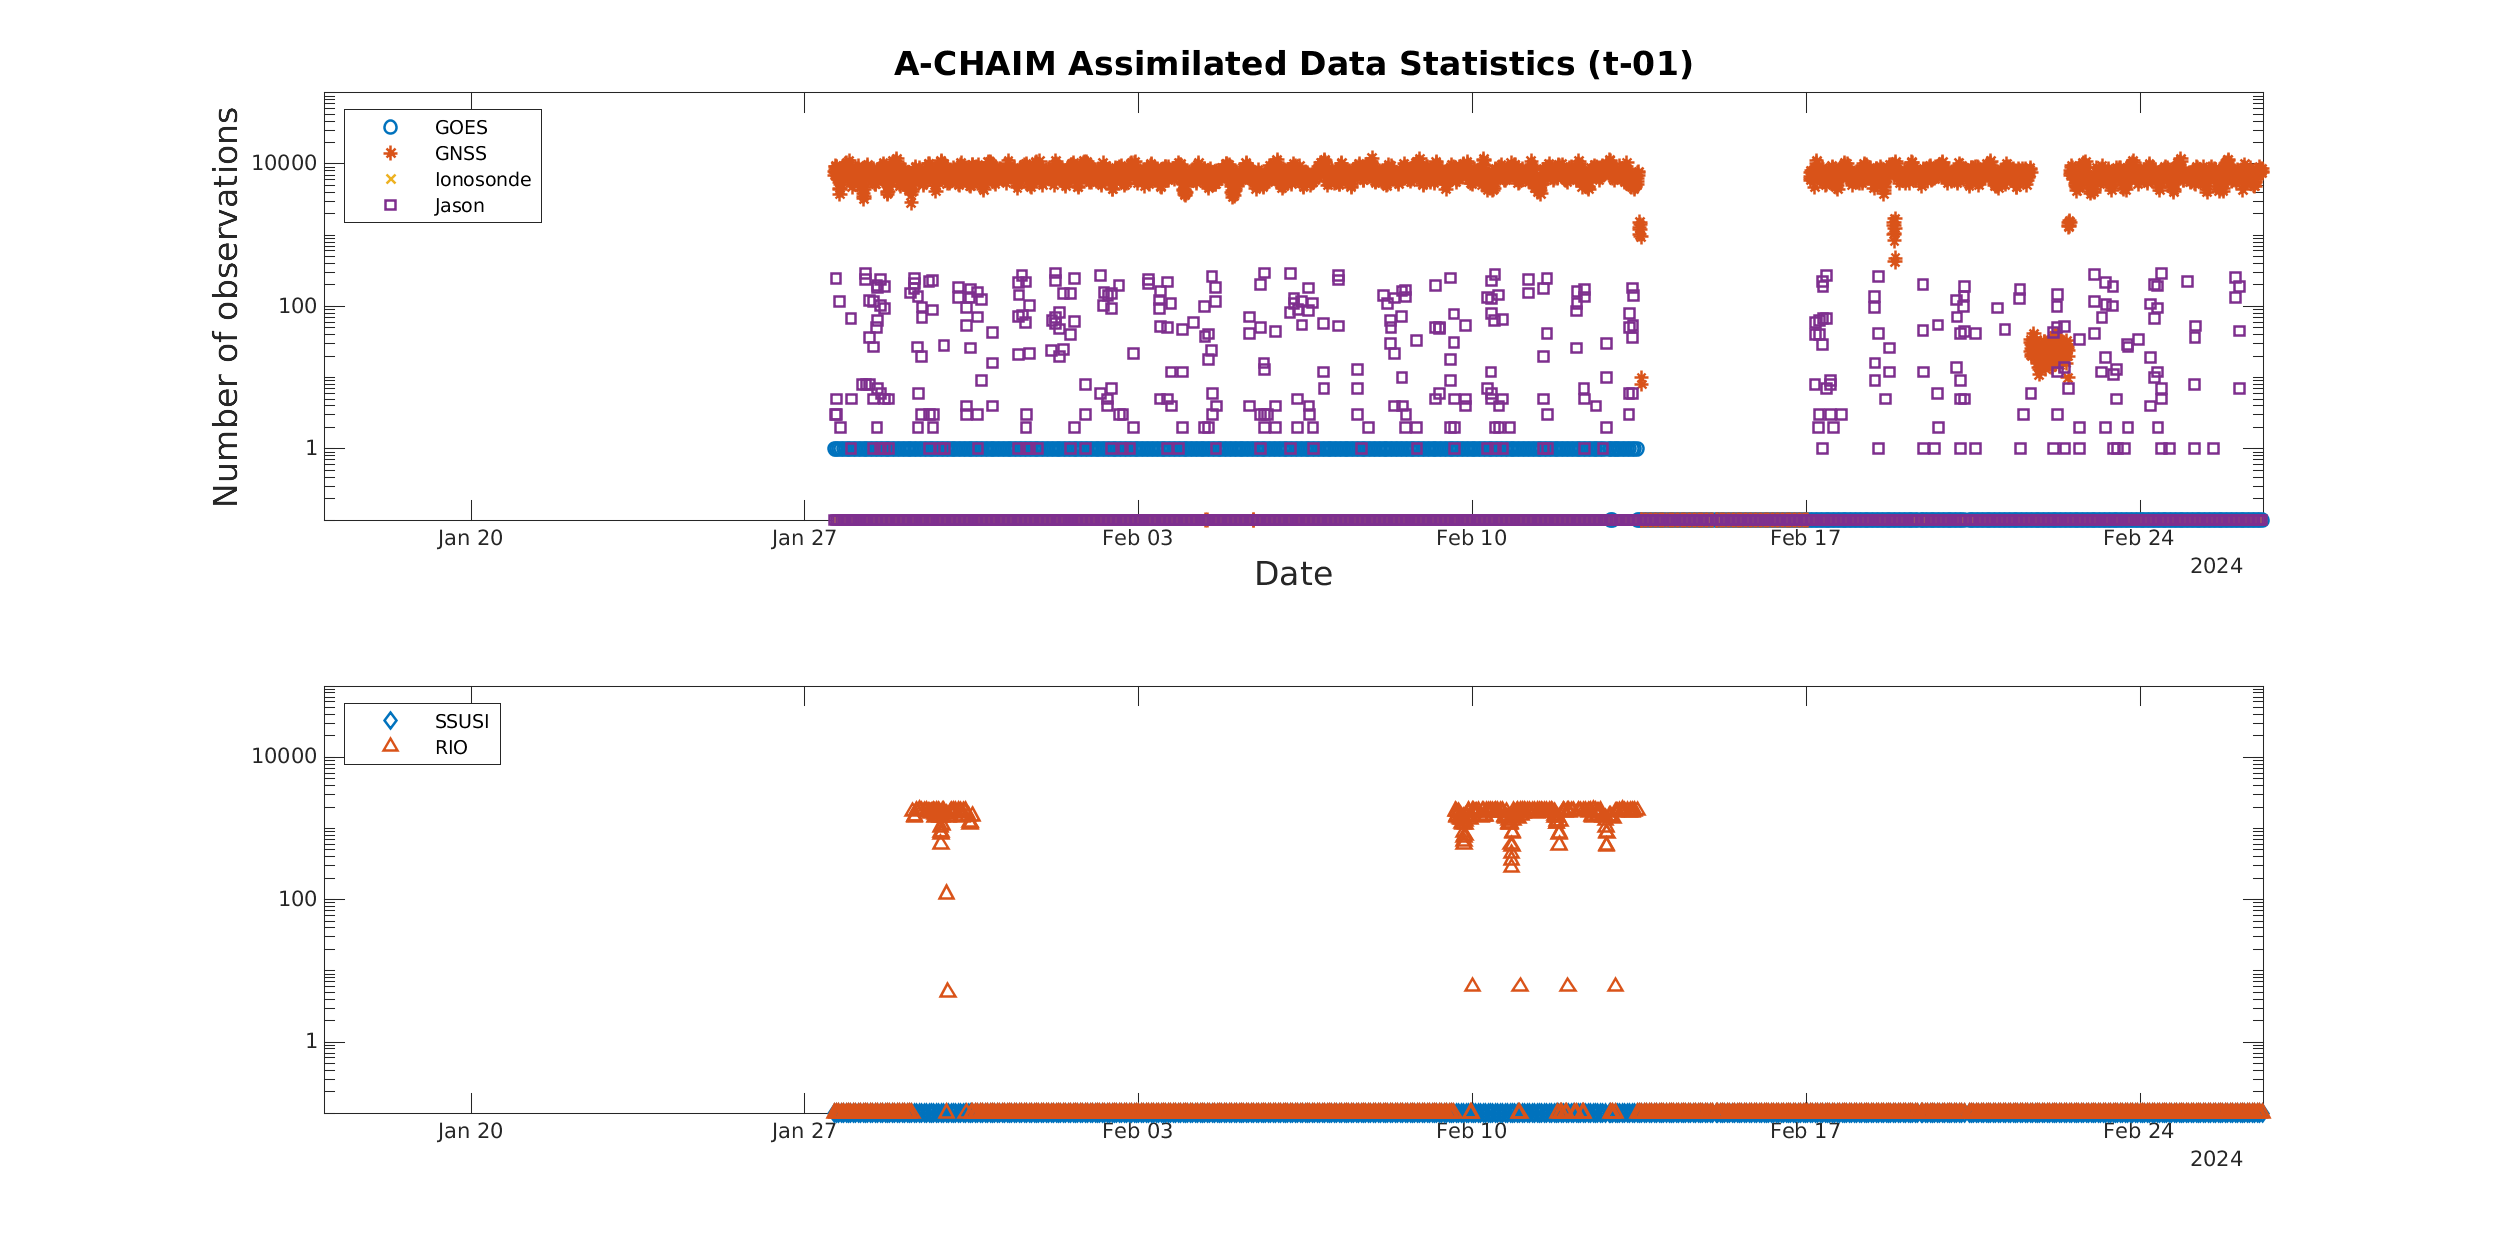 A-CHAIM Assimilated Data Statistics (t-01)
Number of observations
GOES
GNSS
Ionosonde
Jason
10000
100
1
Jan 20
Jan 27
Feb 03
Feb 10
Feb 17
Feb 24
2024
Date
SSUSI
RIO
10000
100
1
Jan 20
Jan 27
Feb 03
Feb 10
Feb 17
Feb 24
2024